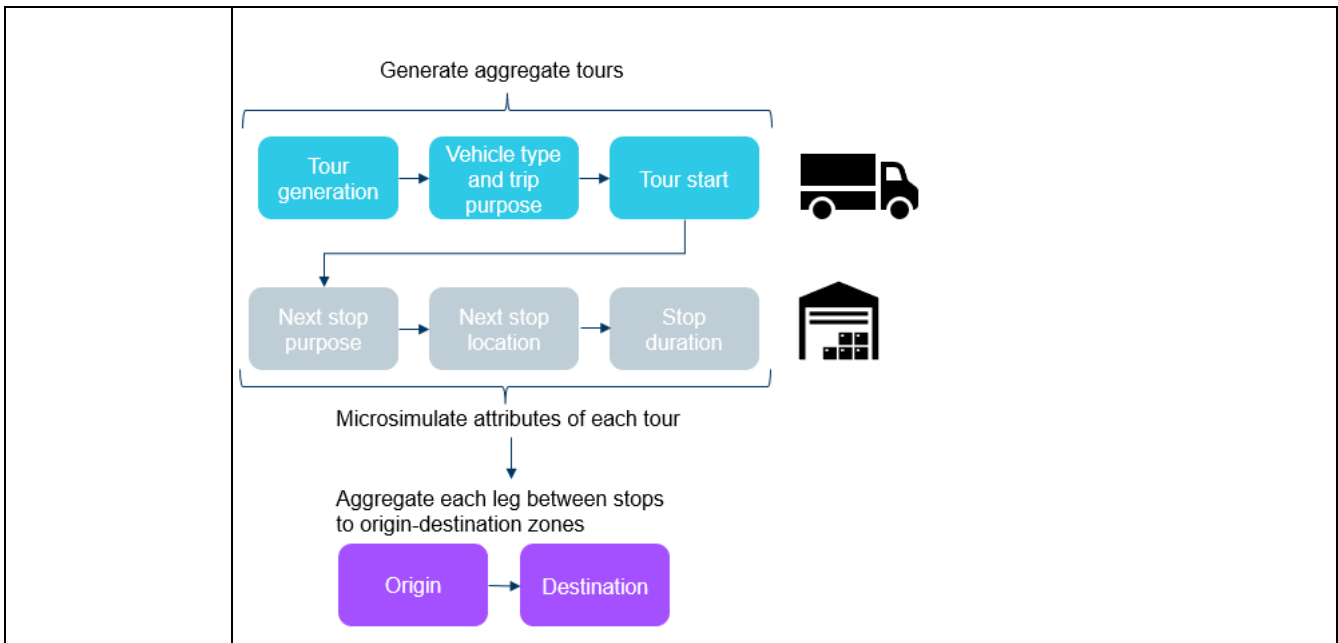 Generate aggregate tours
Tour
generation
Vehicle type
and trip
purpose
Tour start
Next stop
purpose
Next stop
location
Stop
duration
Microsimulate attributes of each tour
Aggregate each leg between stops
to origin-destination zones
Origin
Destination